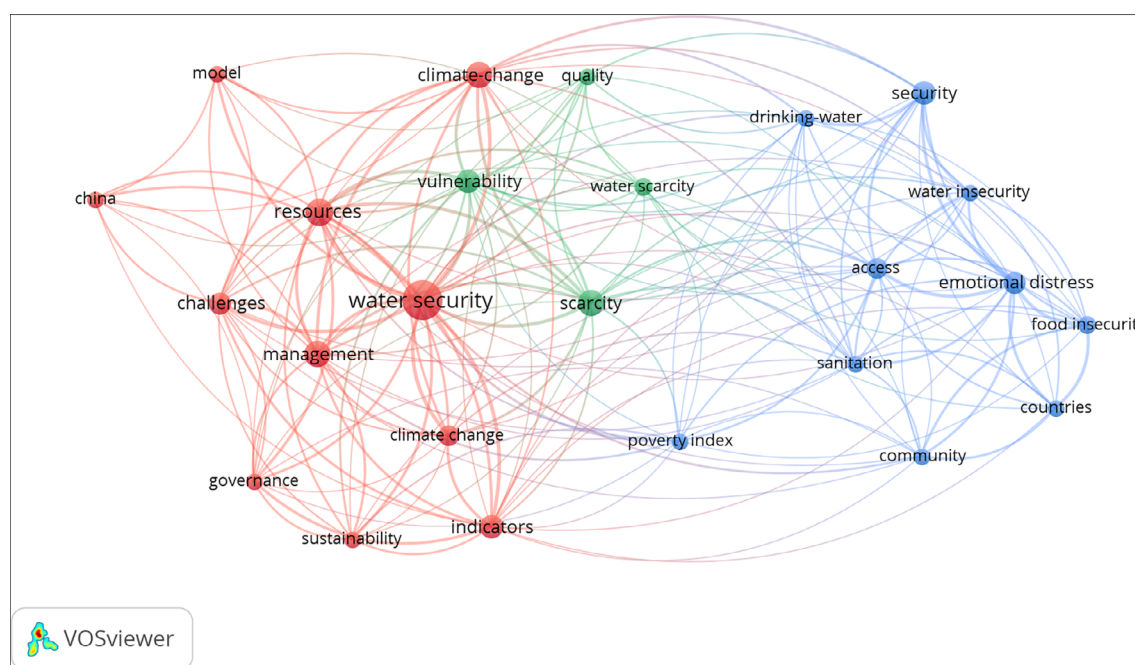 model
climate-change
quality
security
drinking-water
vulnerability
water scarcity
water insecurity
china
resources
access
emotional distress
challenges
water security
scarcity
food insecurit
management
sanitation
countries
climate change
poverty index
community
governance
indicators
sustainability
VOSviewer